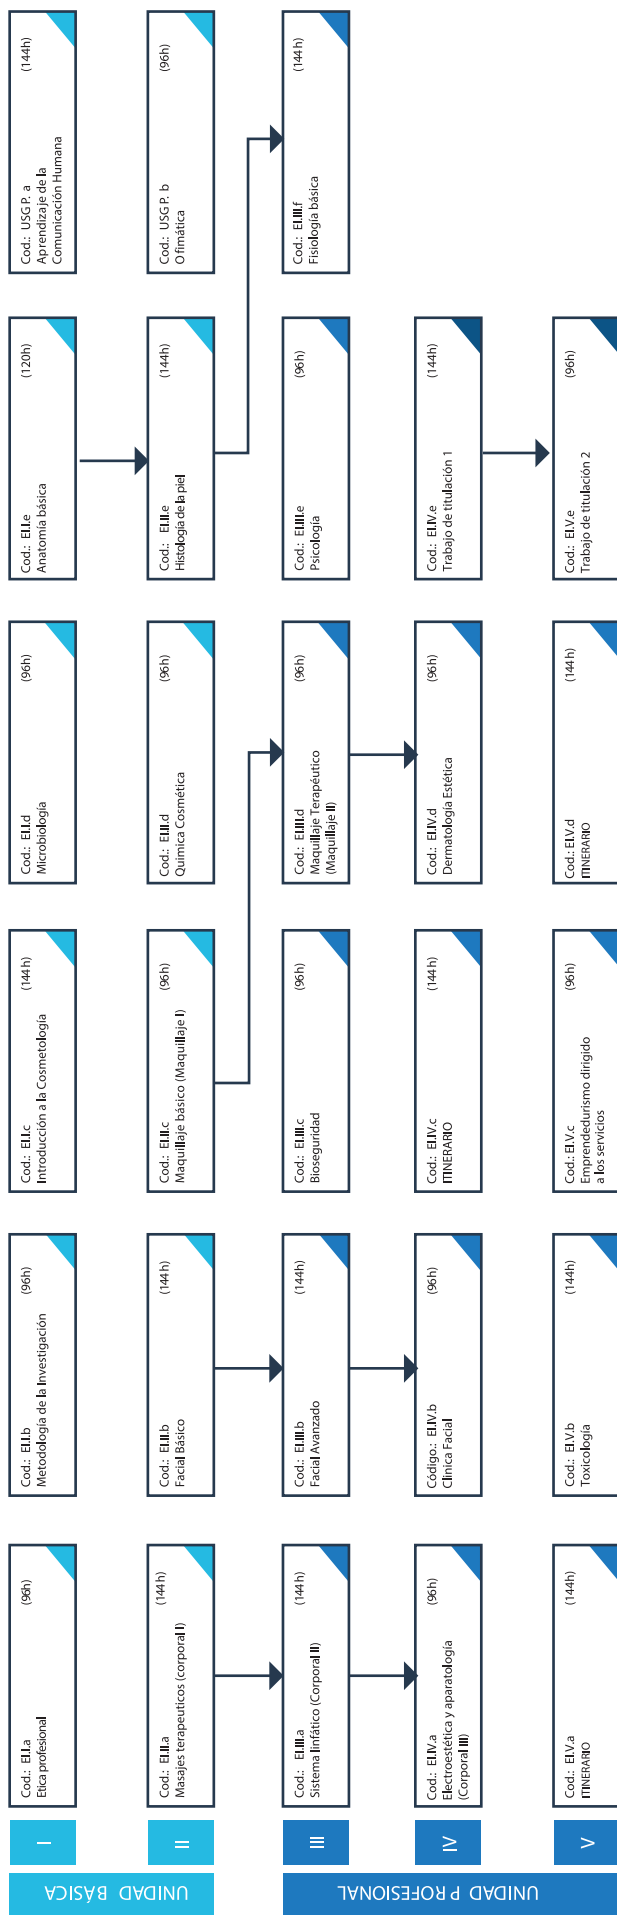 UNIDAD BÁSICA
I
Cod.: EI.I.a (96h)
Etica profesional
Cod.: EI.I.b (96h)
Metodología de la Investigación
Cod.: EI.I.c (144h)
Introducción a la Cosmetología
Cod.: EI.I.d (96h)
Microbiología
Cod.: EI.I.e (120h)
Anatomía básica
Cod.: USG P. a (144h)
Aprendizaje de la
Comunicación Humana
II
Cod.: EI.II.a (144h)
Masajes terapeuticos (corporal I)
Cod.: EI.II.b (144h)
Facial Básico
Cod.: EI.II.c (96h)
Maquillaje básico (Maquillaje I)
Cod.: EI.II.d (96h)
Quimica Cosmética
Cod.: EI.II.e (144h)
Histología de la piel
Cod.: USG P. b (96h)
Ofimática
UNIDAD PROFESIONAL
III
Cod.: EI.III.a (144h)
Sistema linfático (Corporal II)
Cod.: EI.III.b (144h)
Facial Avanzado
Cod.: EI.III.c (96h)
Bioseguridad
Cod.: EI.III.d (96h)
Maquillaje Terapéutico
(Maquillaje II)
Cod.: EI.III.e (96h)
Psicología
Cod.: EI.III.f (144h)
Fisiología básica
IV
Cod.: EI.IV.a (96h)
Electroestética y aparatología
(Corporal III)
Código.: EI.IV.b (96h)
Clinica Facial
Cod.: EI.IV.c (144h)
ITINERARIO
Cod.: EI.IV.d (96h)
Dermatología Estética
Cod.: EI.IV.e (144h)
Trabajo de titulación 1
V
Cod.: EI.V.a (144h)
ITINERARIO
Cod.: EI.V.b (144h)
Toxicología
Cod.: EI.V.c (96h)
Emprendedurismo dirigido
a los servicios
Cod.: EI.V.d (144h)
ITINERARIO
Cod.: EI.V.e (96h)
Trabajo de titulación 2